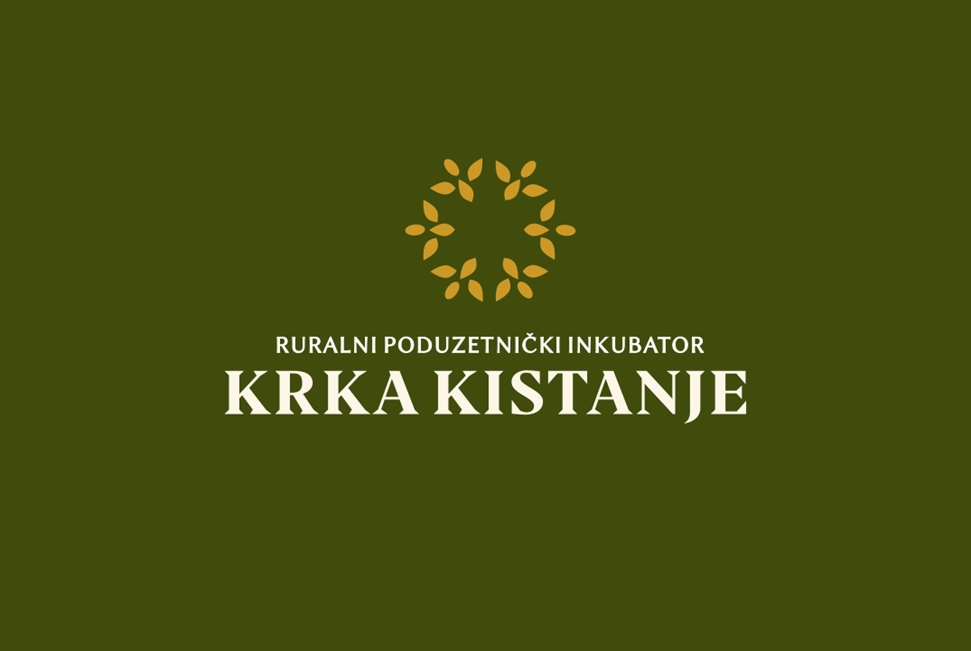 RURALNI PODUZETNIČKI INKUBATOR
KRKA KISTANJE